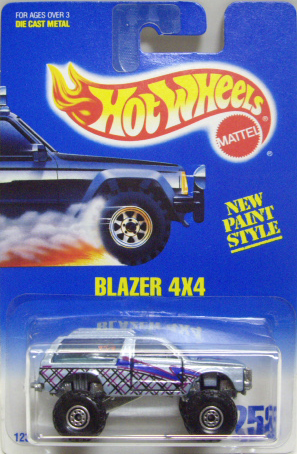 FOR AGES OVER 3
DIE CAST METAL
Hot Wheels
MATTEL
®
NEW
PAINT
STYLE
BLAZER 4X4